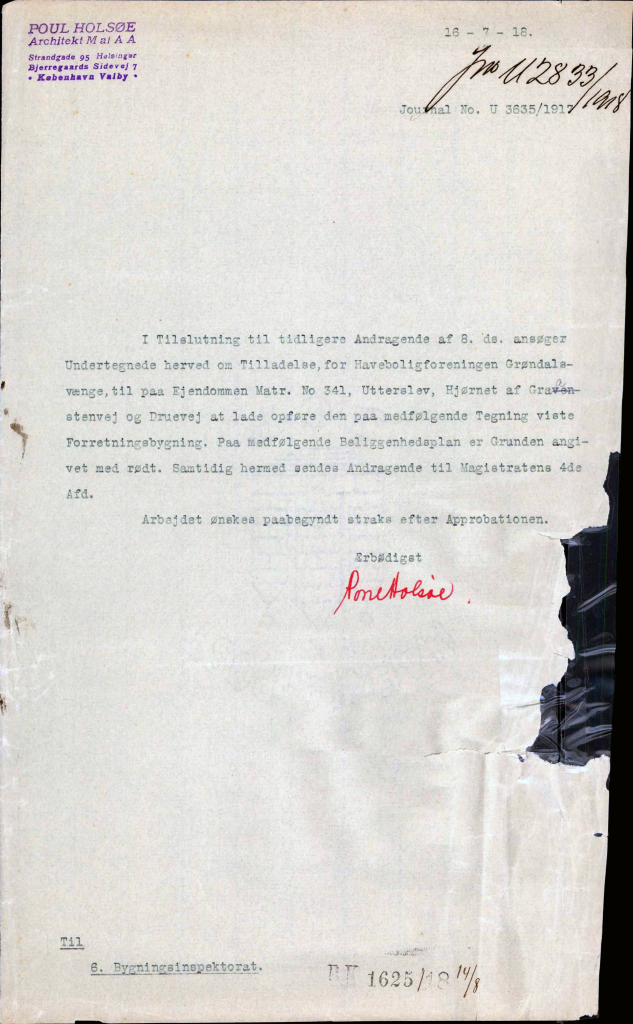 POUL HOLSØE
Architekt M af A A
Strandgade 95 Helsingør
Bjerregaards Sidevej 7
• København Valby •
16 - 7 - 18.
Jno U 2833/1918
Journal No. U 3635/1917
I Tilslutning til tidligere Andragende af 8. ds. ansøger
Undertegnede herved om Tilladelse, for Haveboligforeningen Grøndals-
vænge, til paa Ejendommen Matr. No 341, Utterslev, Hjørnet af Graven-
stenvej og Druevej at lade opføre den paa medfølgende Tegning viste
Forretningsbygning. Paa medfølgende Beliggenhedsplan er Grunden angi-
vet med rødt. Samtidig hermed sendes Andragende til Magistratens 4de
Afd.
Arbejdet ønskes paabegyndt straks efter Approbationen.
Ærbødigst
Poul Holsøe.
Til
6. Bygningsinspektorat.
BK 1625/18 14/8